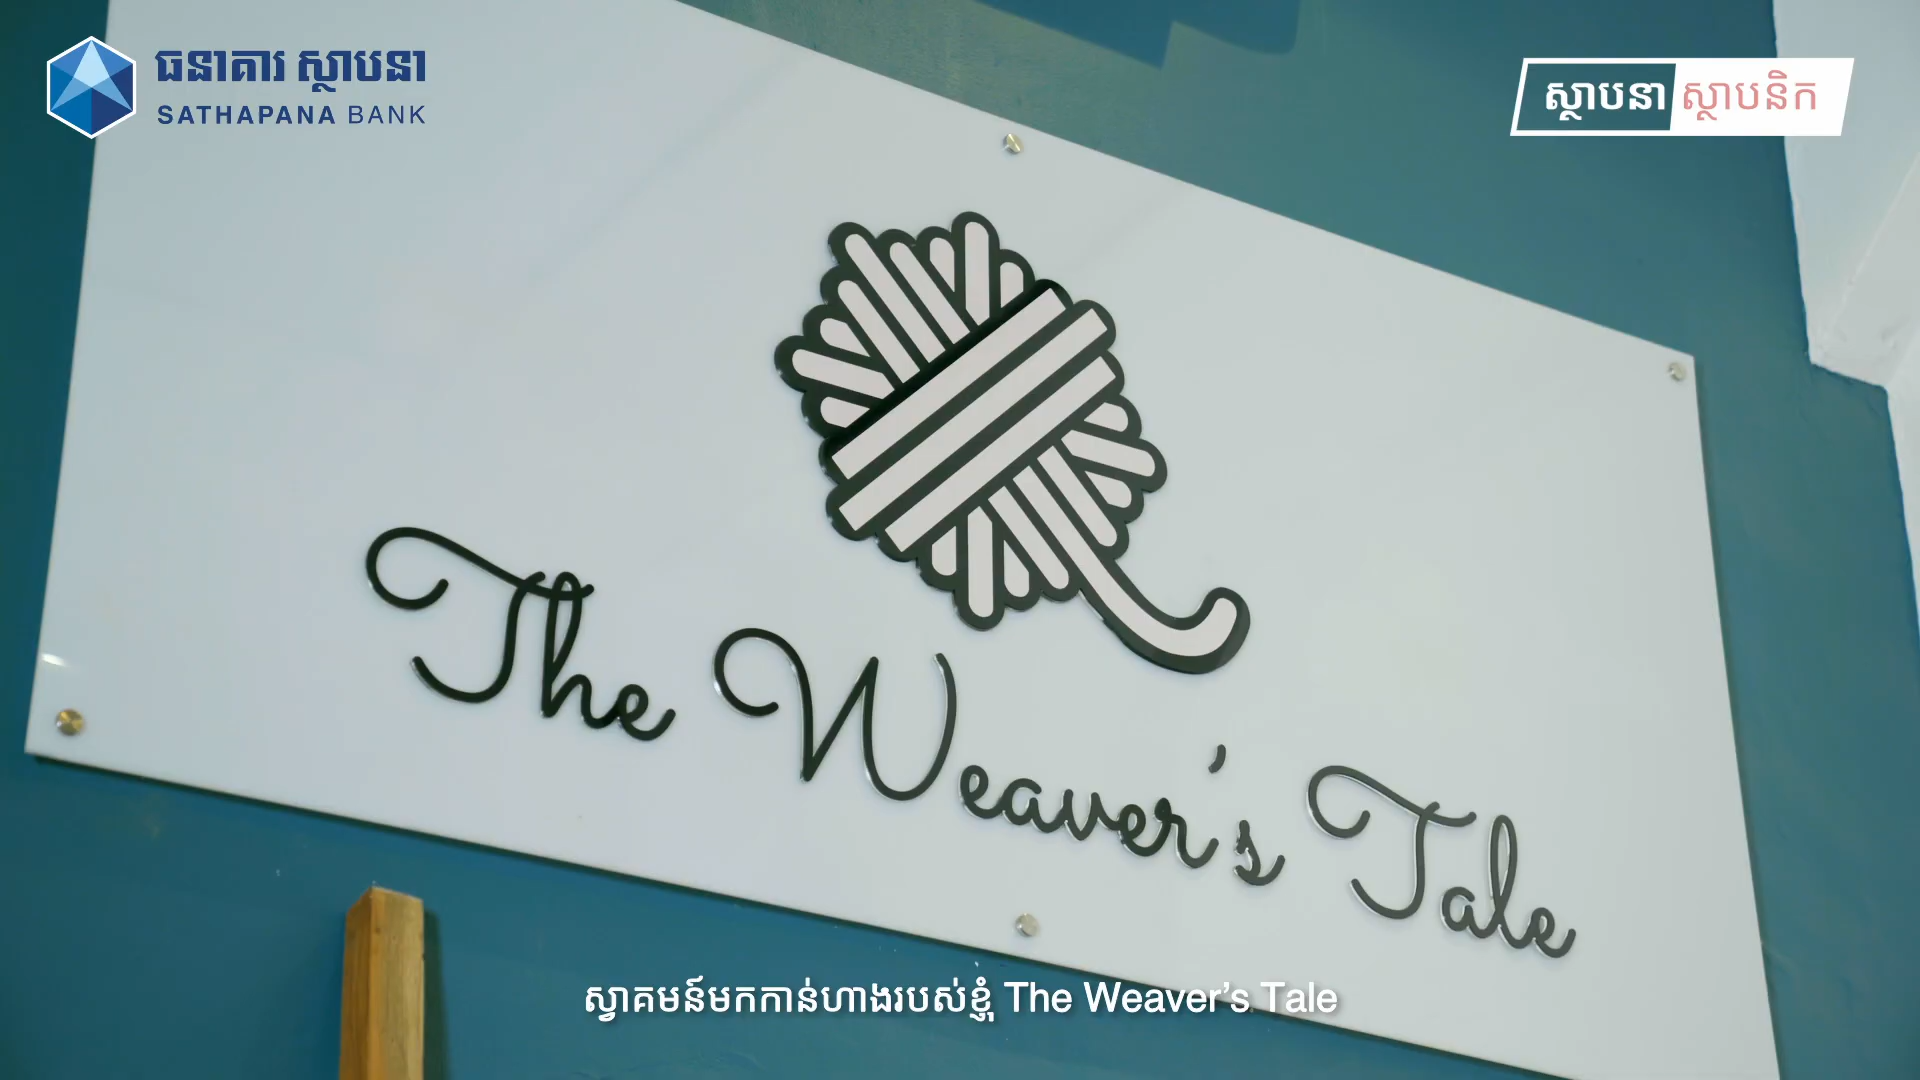 ធនាគារ ស្ថាបនា
SATHAPANA BANK
ស្ថាបនា ស្ថាបនិក
The Weaver's Tale
ស្វាគមន៍មកកាន់ហាងរបស់ខ្ញុំ The Weaver’s Tale